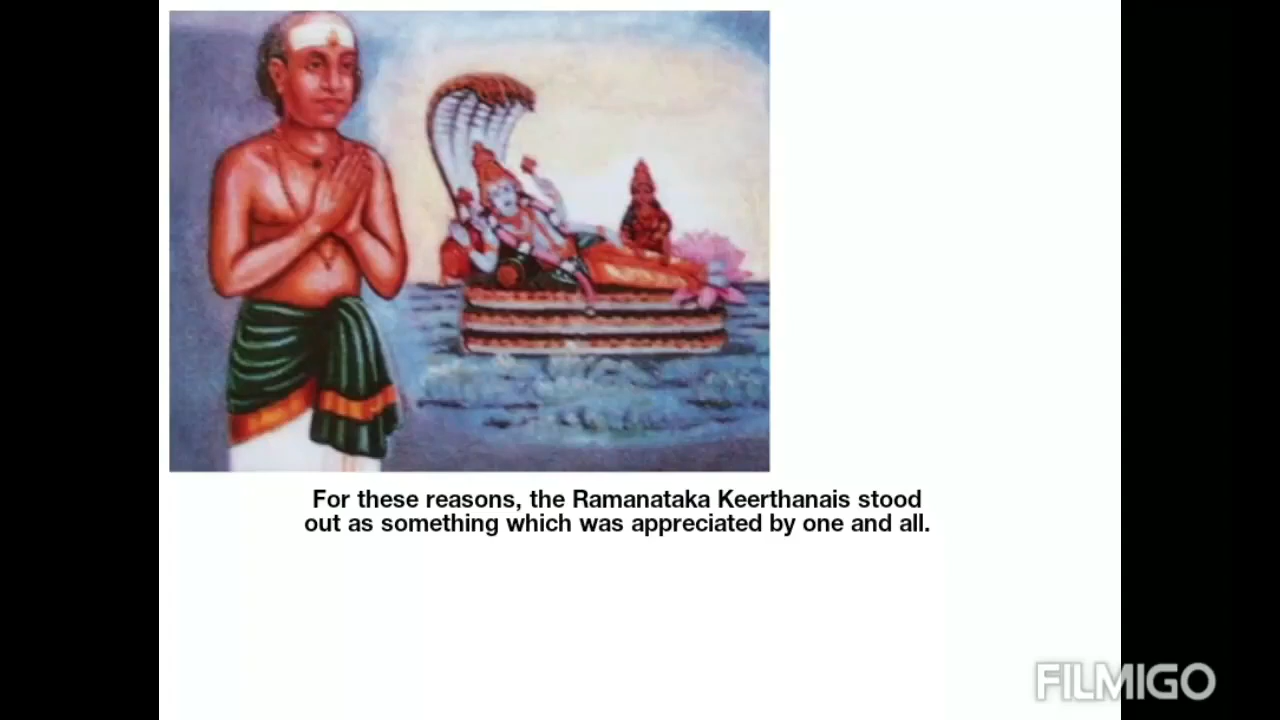 For these reasons, the Ramanataka Keerthanais stood
out as something which was appreciated by one and all.
FILMIGO